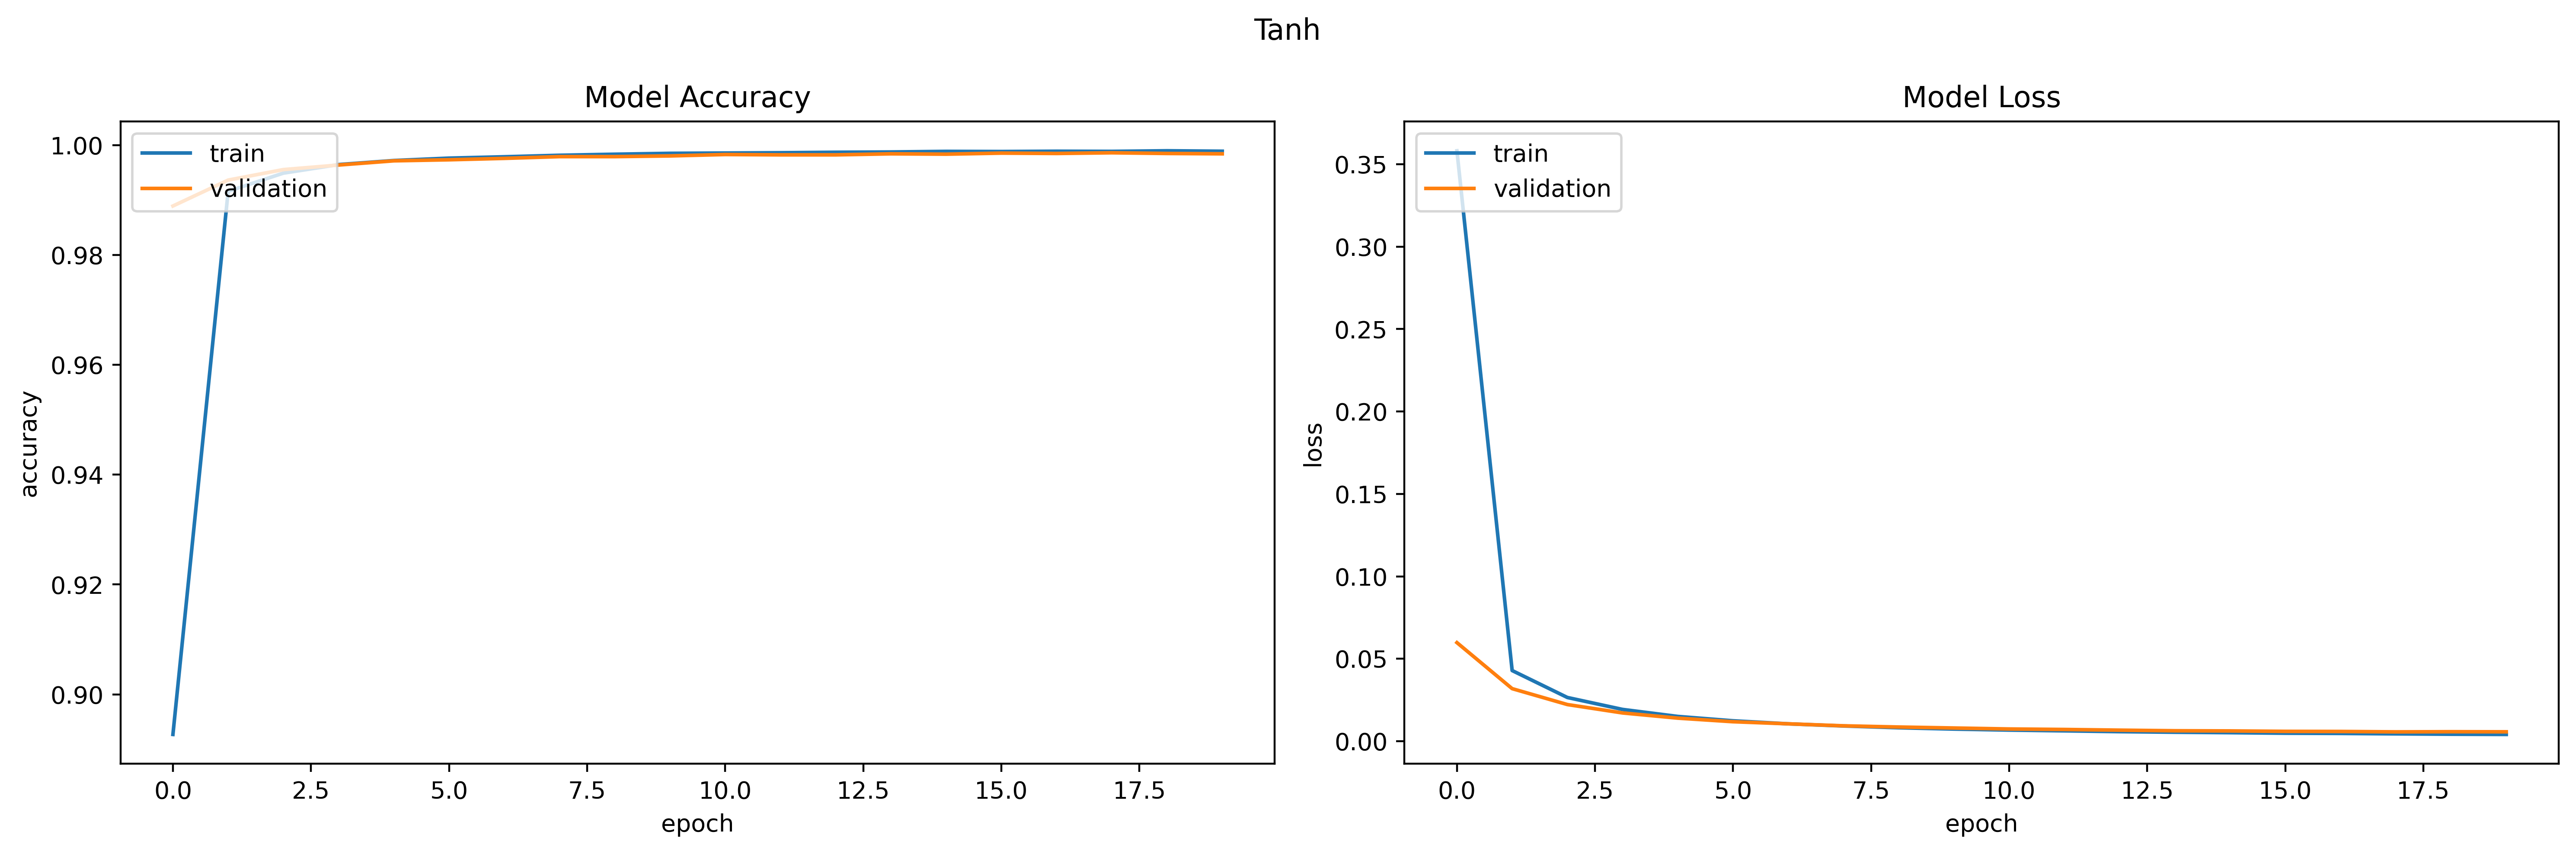 Tanh
Model Accuracy
train
validation
1.00
0.98
0.96
0.94
0.92
0.90
accuracy
0.0 2.5 5.0 7.5 10.0 12.5 15.0 17.5
epoch
Model Loss
train
validation
0.35
0.30
0.25
0.20
0.15
0.10
0.05
0.00
loss
0.0 2.5 5.0 7.5 10.0 12.5 15.0 17.5
epoch